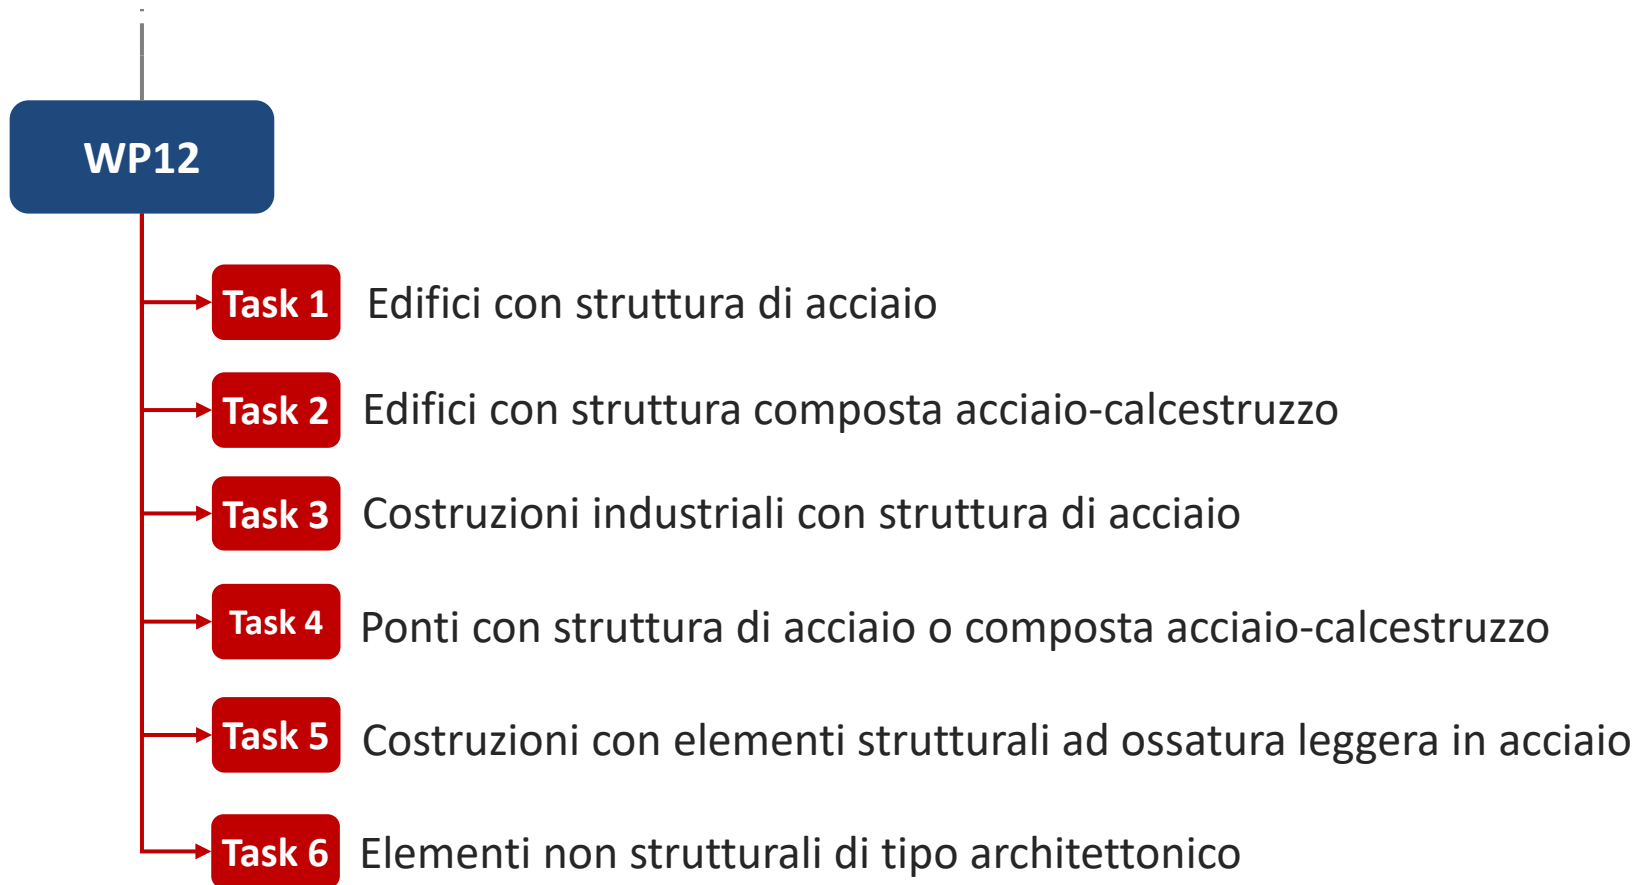 WP12
Task 1 Edifici con struttura di acciaio
Task 2 Edifici con struttura composta acciaio-calcestruzzo
Task 3 Costruzioni industriali con struttura di acciaio
Task 4 Ponti con struttura di acciaio o composta acciaio-calcestruzzo
Task 5 Costruzioni con elementi strutturali ad ossatura leggera in acciaio
Task 6 Elementi non strutturali di tipo architettonico